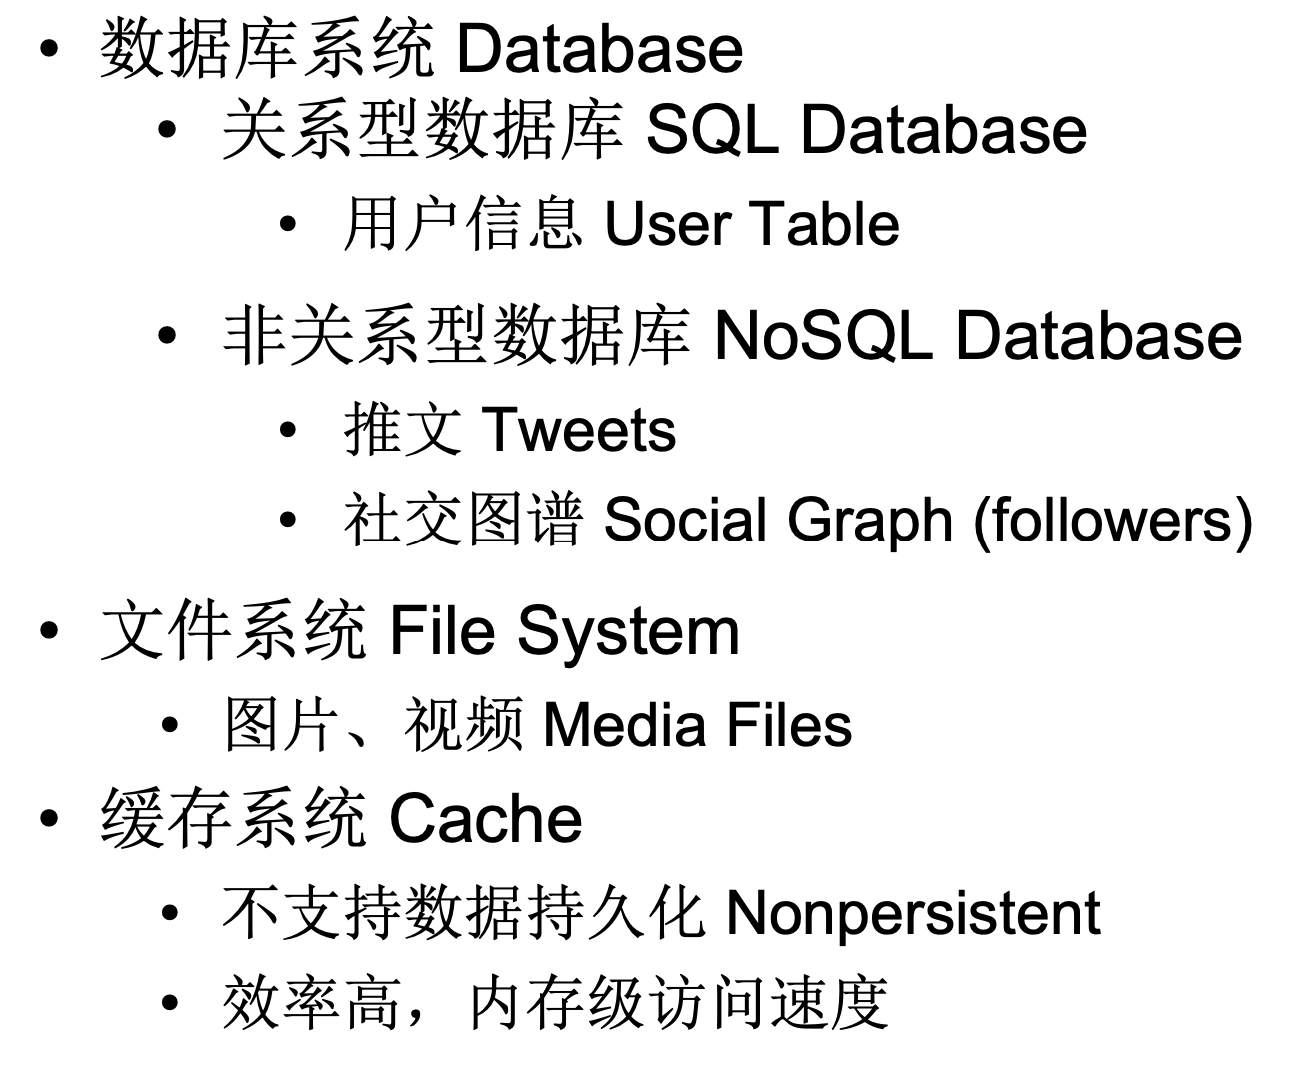 • 数据库系统 Database
• 关系型数据库 SQL Database
• 用户信息 User Table
• 非关系型数据库 NoSQL Database
• 推文 Tweets
• 社交图谱 Social Graph (followers)
• 文件系统 File System
• 图片、视频 Media Files
• 缓存系统 Cache
• 不支持数据持久化 Nonpersistent
• 效率高，内存级访问速度